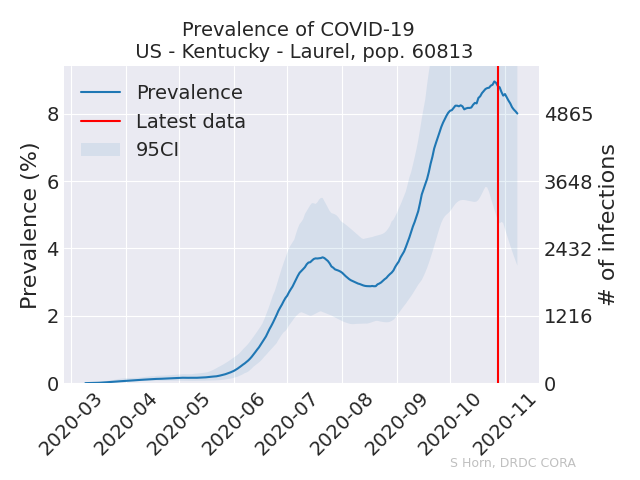 Prevalence of COVID-19
US - Kentucky - Laurel, pop. 60813
Prevalence
Latest data
95CI
Prevalence (%)
8
6
4
2
0
4865
3648
2432
1216
0
# of infections
2020-03
2020-04
2020-05
2020-06
2020-07
2020-08
2020-09
2020-10
2020-11
S Horn, DRDC CORA